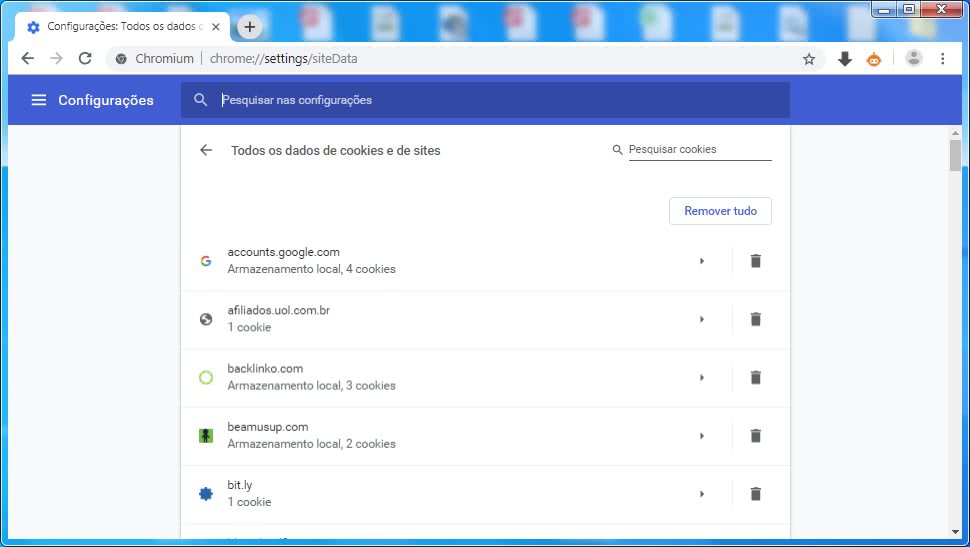 Configurações: Todos os dados
Chromium
chrome://settings/siteData
Configurações
Pesquisar nas configurações
Todos os dados de cookies e de sites
Pesquisar cookies
Remover tudo
accounts.google.com
Armazenamento local, 4 cookies
afiliados.uol.com.br
1 cookie
backlinko.com
Armazenamento local, 3 cookies
beamusup.com
Armazenamento local, 2 cookies
bit.ly
1 cookie